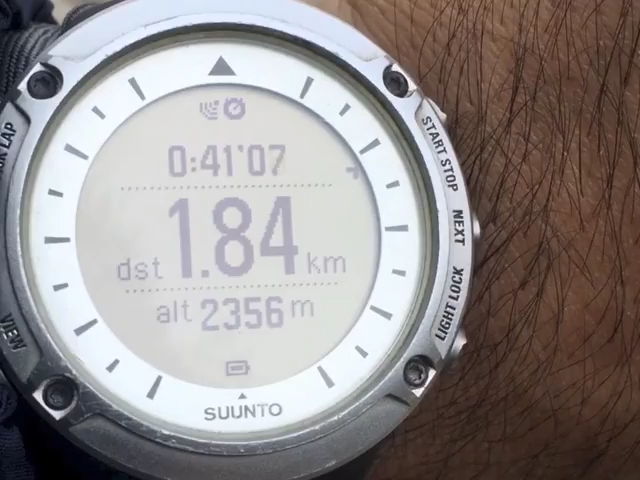 0:41'07
dst 1.84 km
alt 2356 m
SUUNTO
START STOP
NEXT
LIGHT LOCK
VIEW
LAP